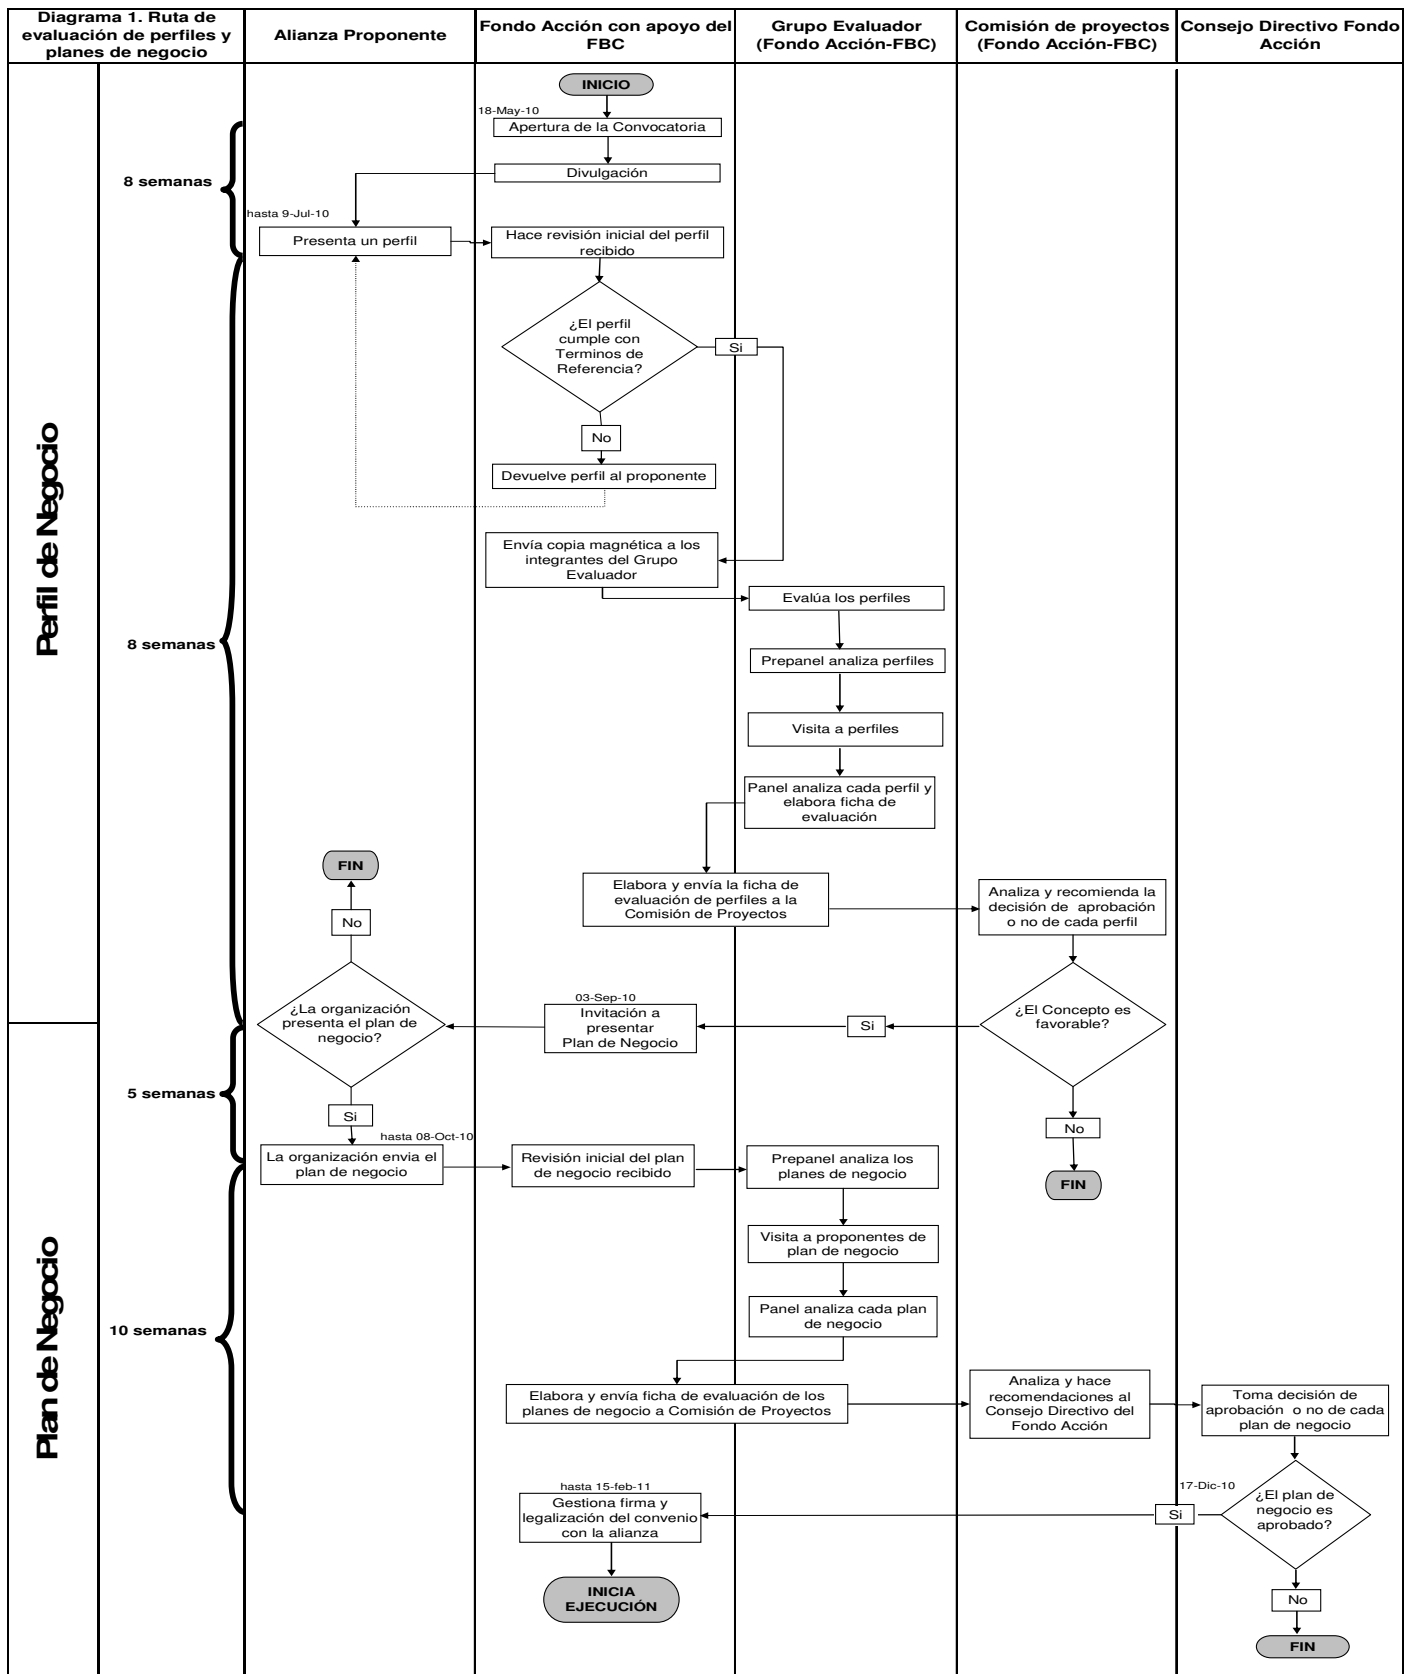 Diagrama 1. Ruta de
evaluación de perfiles y
planes de negocio
Alianza Proponente
Fondo Acción con apoyo del
FBC
Grupo Evaluador
(Fondo Acción-FBC)
Comisión de proyectos
(Fondo Acción-FBC)
Consejo Directivo Fondo
Acción
INICIO
18-May-10
Apertura de la Convocatoria
Divulgación
8 semanas
hasta 9-Jul-10
Presenta un perfil
Hace revisión inicial del perfil
recibido
¿El perfil
cumple con
Terminos de
Referencia?
Si
No
Devuelve perfil al proponente
Perfil de Negocio
Envía copia magnética a los
integrantes del Grupo
Evaluador
Evalúa los perfiles
8 semanas
Prepanel analiza perfiles
Visita a perfiles
Panel analiza cada perfil y
elabora ficha de
evaluación
FIN
Elabora y envía la ficha de
evaluación de perfiles a la
Comisión de Proyectos
Analiza y recomienda la
decisión de aprobación
o no de cada perfil
No
¿La organización
presenta el plan de
negocio?
03-Sep-10
Invitación a
presentar
Plan de Negocio
Si
¿El Concepto es
favorable?
5 semanas
Si
No
hasta 08-Oct-10
La organización envia el
plan de negocio
Revisión inicial del plan
de negocio recibido
Prepanel analiza los
planes de negocio
FIN
Visita a proponentes de
plan de negocio
Plan de Negocio
10 semanas
Panel analiza cada plan
de negocio
Elabora y envía ficha de evaluación de los
planes de negocio a Comisión de Proyectos
Analiza y hace
recomendaciones al
Consejo Directivo del
Fondo Acción
Toma decisión de
aprobación o no de cada
plan de negocio
hasta 15-feb-11
Gestiona firma y
legalización del convenio
con la alianza
17-Dic-10
Si
¿El plan de
negocio es
aprobado?
INICIA
EJECUCIÓN
No
FIN